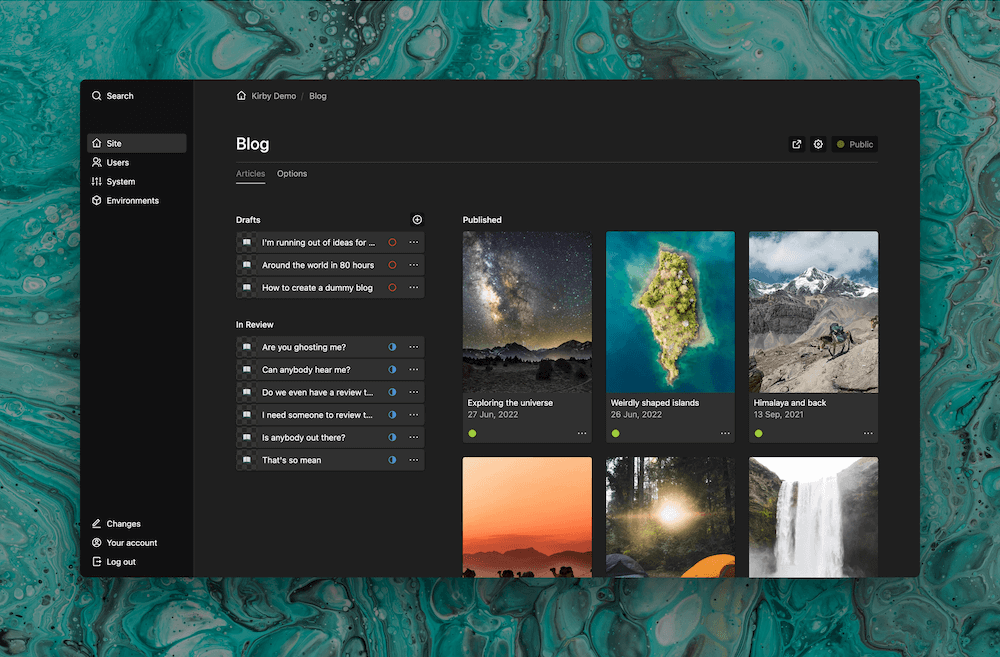 Search
Site
Users
System
Environments
Changes
Your account
Log out
Kirby Demo / Blog
Blog
Public
Articles Options
Drafts
I'm running out of ideas for ...
Around the world in 80 hours
How to create a dummy blog
In Review
Are you ghosting me?
Can anybody hear me?
Do we even have a review t...
I need someone to review t...
Is anybody out there?
That's so mean
Published
Exploring the universe
27 Jun, 2022
Weirdly shaped islands
26 Jun, 2022
Himalaya and back
13 Sep, 2021